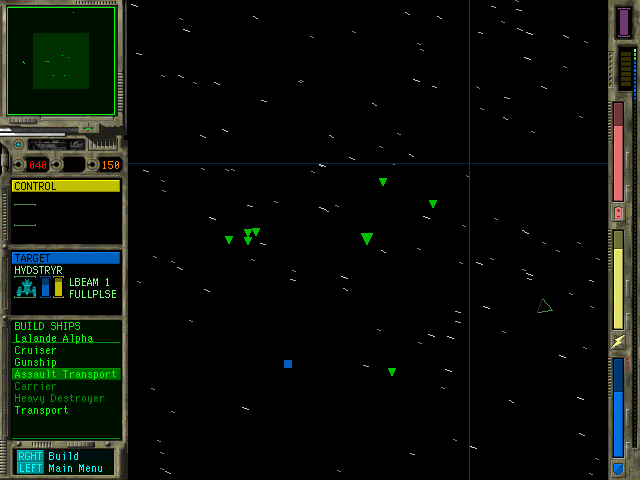 040 150
CONTROL
TARGET
HYDSTRYR
LBEAM 1
FULLPLSE
BUILD SHIPS
Lalande Alpha
Cruiser
Gunship
Assault Transport
Carrier
Heavy Destroyer
Transport
RGHT Build
LEFT Main Menu